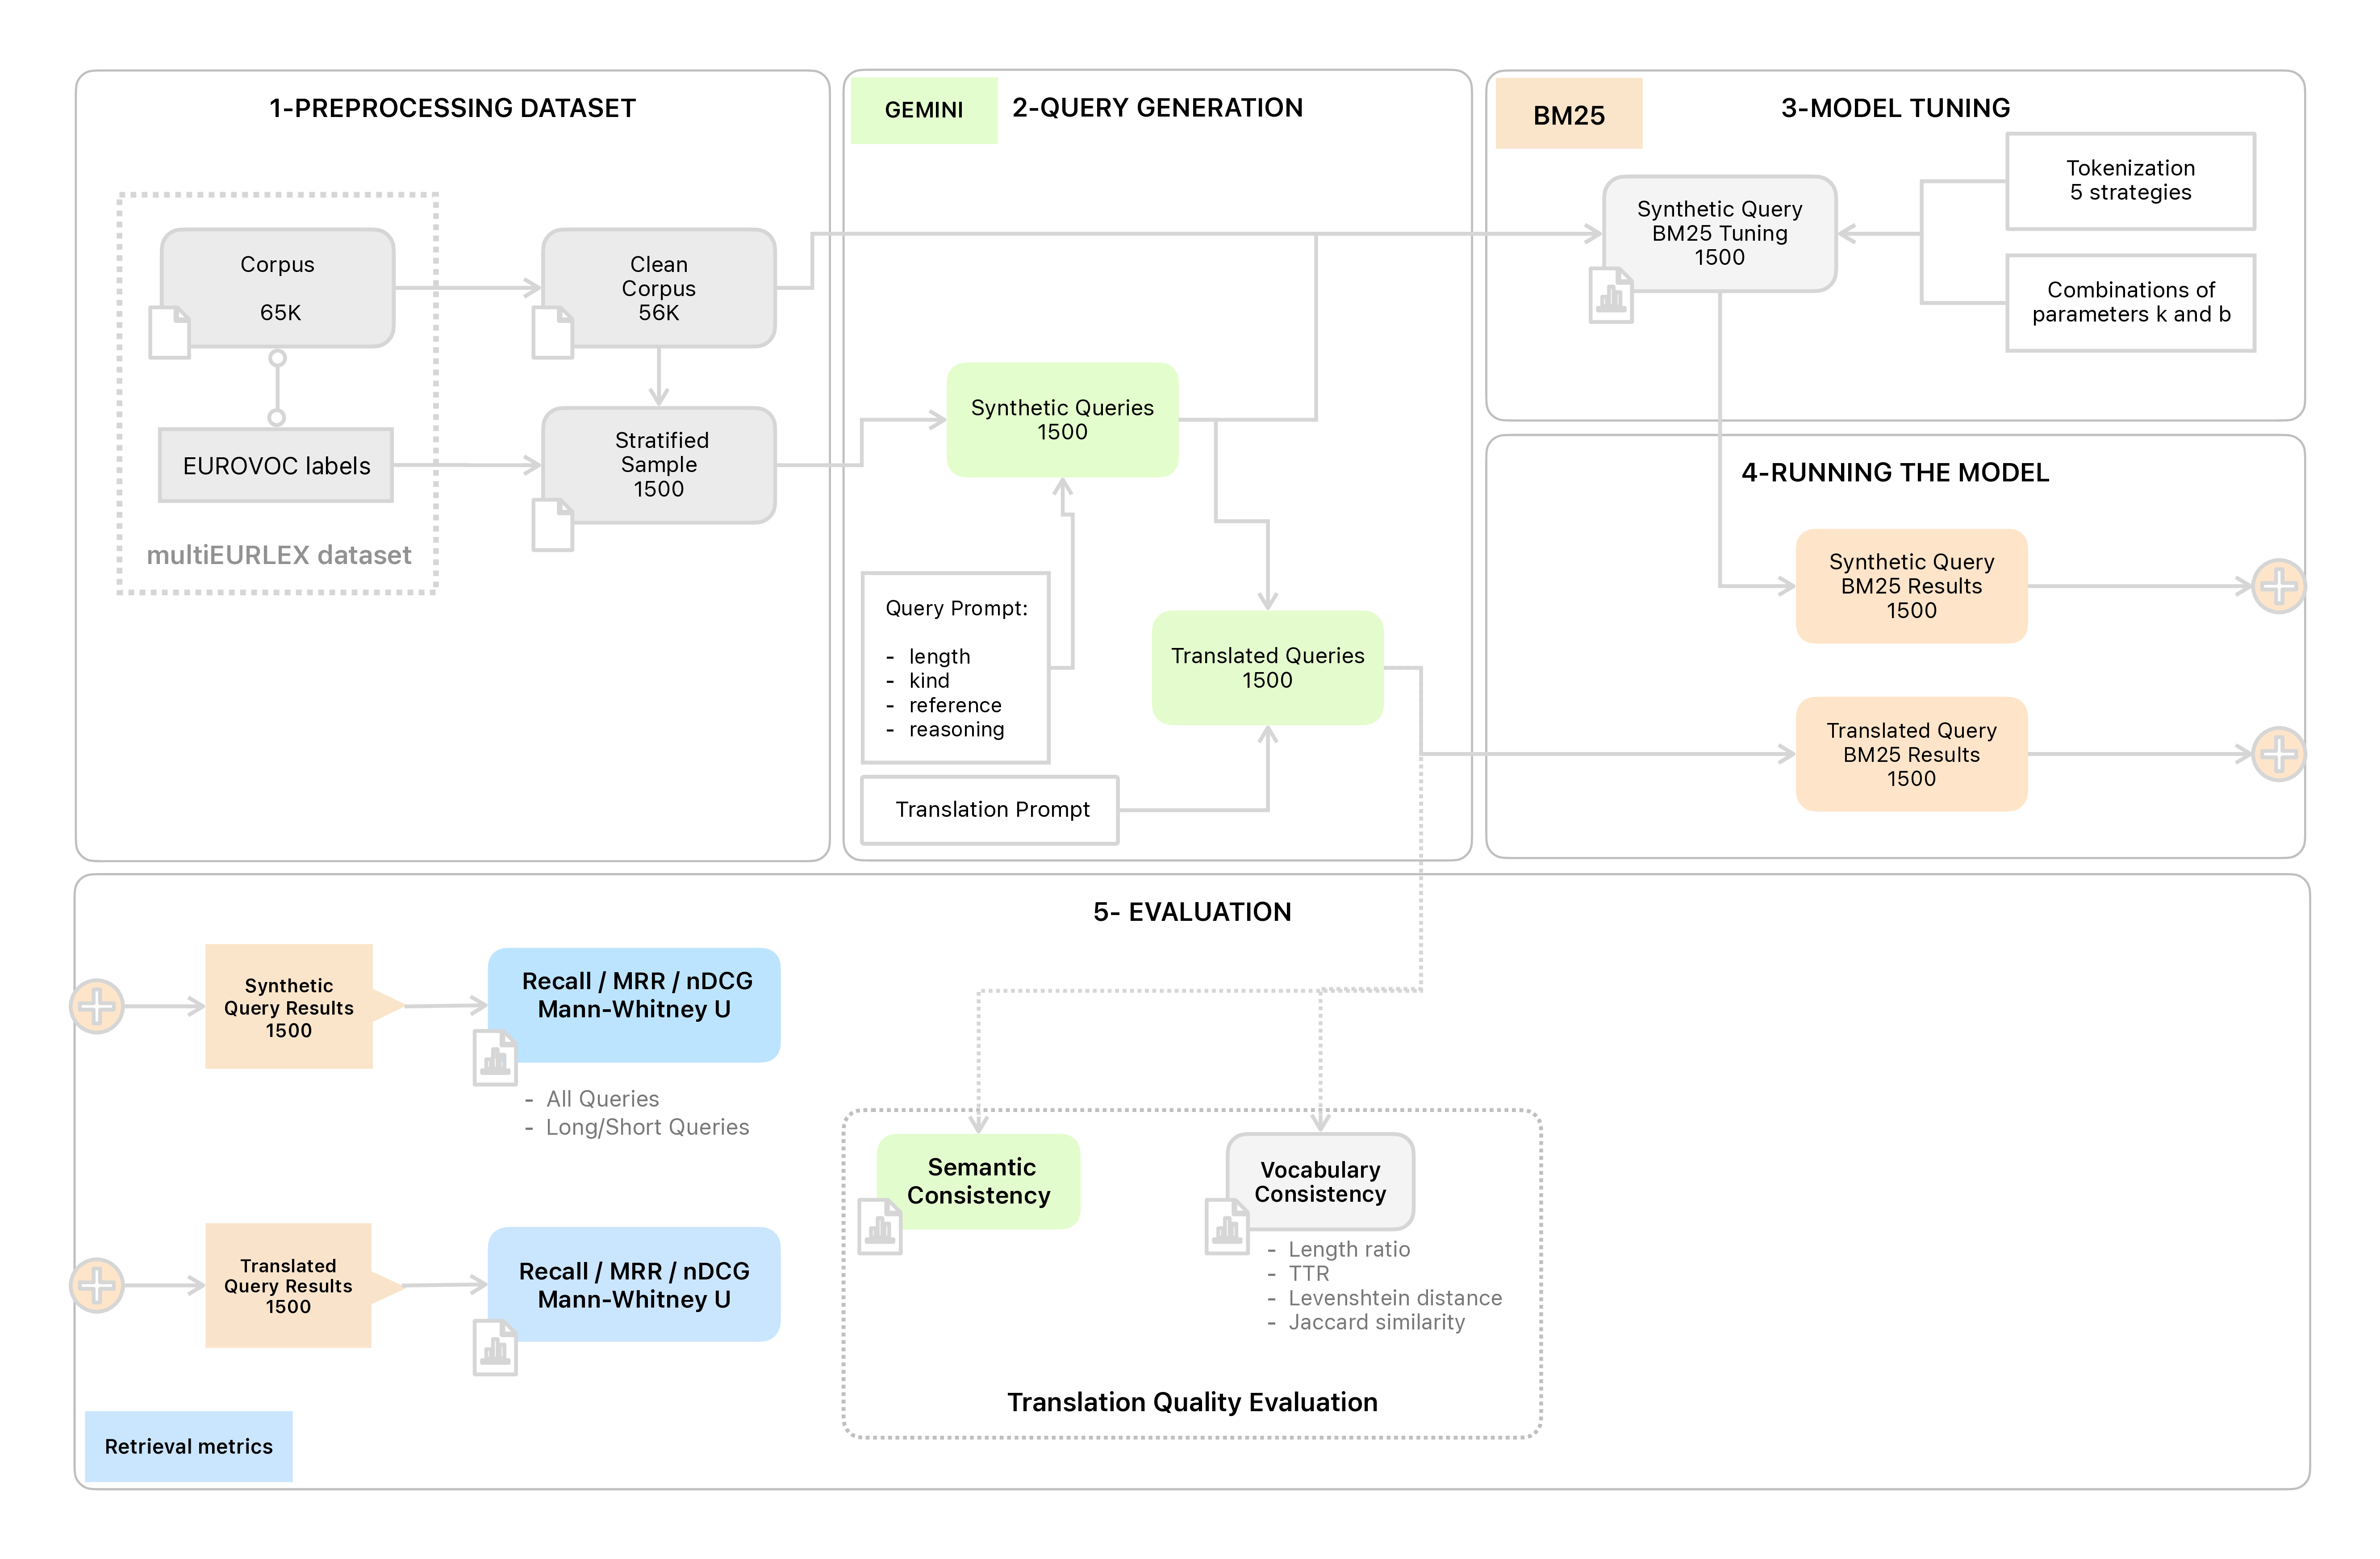 1-PREPROCESSING DATASET
Corpus
65K
Clean
Corpus
56K
EUROVOC labels
Stratified
Sample
1500
multiEURLEX dataset
GEMINI
2-QUERY GENERATION
Synthetic Queries
1500
Query Prompt:
- length
- kind
- reference
- reasoning
Translated Queries
1500
Translation Prompt
BM25
3-MODEL TUNING
Synthetic Query
BM25 Tuning
1500
Tokenization
5 strategies
Combinations of
parameters k and b
4-RUNNING THE MODEL
Synthetic Query
BM25 Results
1500
Translated Query
BM25 Results
1500
5- EVALUATION
Synthetic
Query Results
1500
Recall / MRR / nDCG
Mann-Whitney U
- All Queries
- Long/Short Queries
Translated
Query Results
1500
Recall / MRR / nDCG
Mann-Whitney U
Retrieval metrics
Semantic
Consistency
Vocabulary
Consistency
- Length ratio
- TTR
- Levenshtein distance
- Jaccard similarity
Translation Quality Evaluation